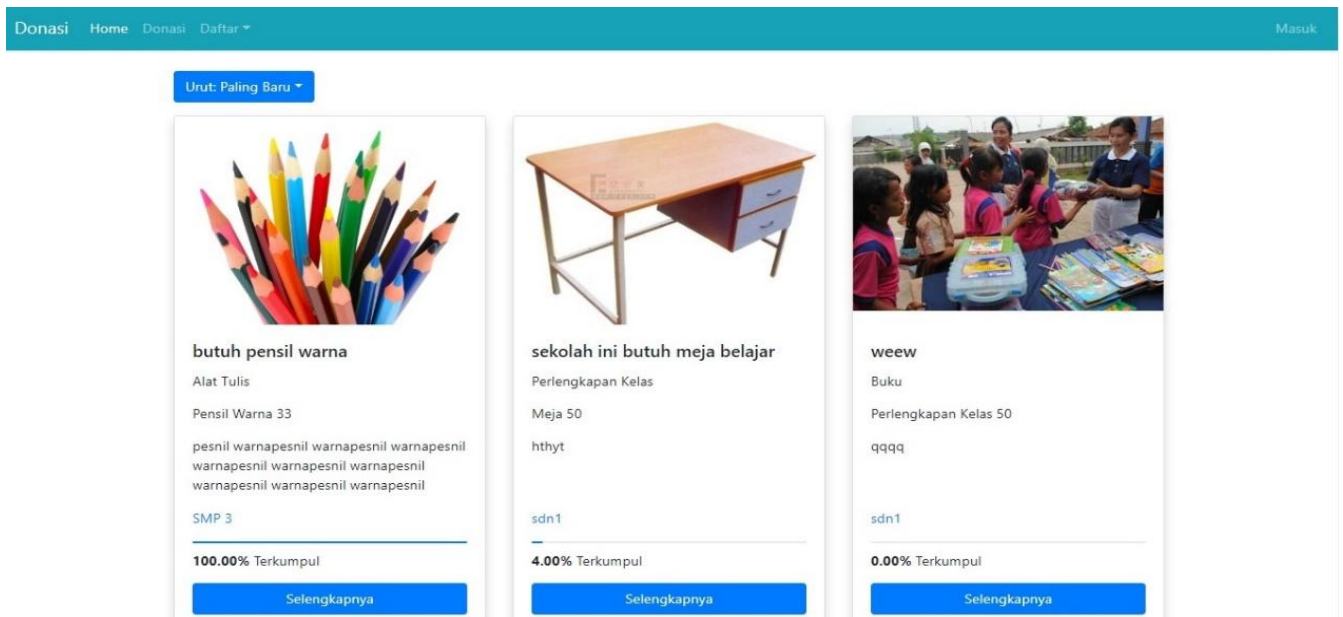 Donasi Home Donasi Daftar Masuk
Urut: Paling Baru
butuh pensil warna
Alat Tulis
Pensil Warna 33
pesnil warnapesnil warnapesnil warnapesnil
warnapesnil warnapesnil warnapesnil
warnapesnil warnapesnil warnapesnil
SMP 3
100.00% Terkumpul
Selengkapnya
sekolah ini butuh meja belajar
Perlengkapan Kelas
Meja 50
hthyt
sdn1
4.00% Terkumpul
Selengkapnya
weew
Buku
Perlengkapan Kelas 50
qqqq
sdn1
0.00% Terkumpul
Selengkapnya